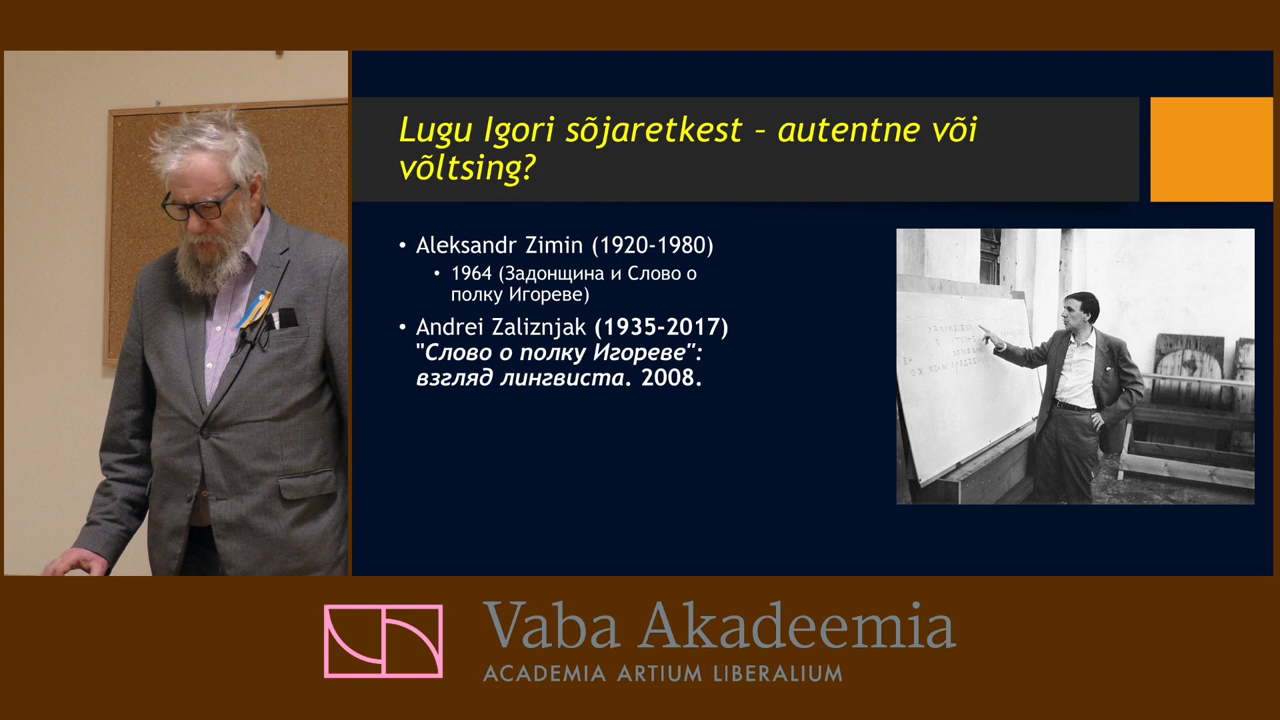 Lugu Igori sõjaretkest – autentne või
võltsing?
• Aleksandr Zimin (1920-1980)
• 1964 (Задонщина и Слово о
полку Игореве)
• Andrei Zaliznjak (1935-2017)
"Слово о полку Игореве":
взгляд лингвиста. 2008.
Vaba Akadeemia
ACADEMIA ARTIUM LIBERALIUM